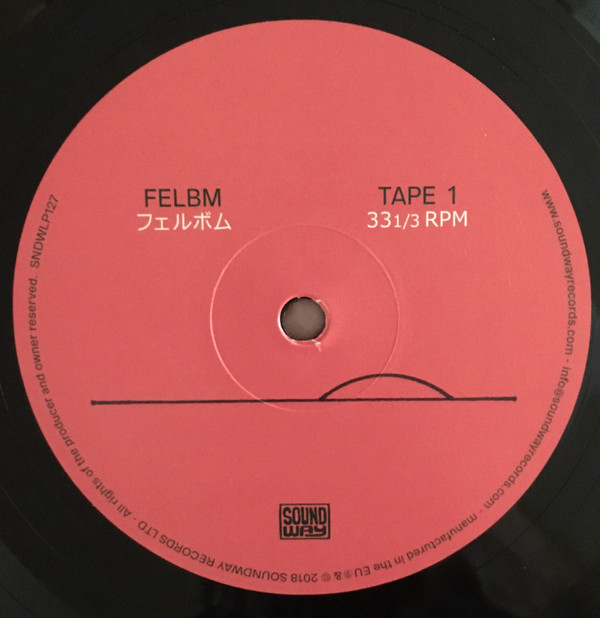 FELBM
フェルボム
TAPE 1
33 1/3 RPM
SOUND
WAY
www.soundwayrecords.com - info@soundwayrecords.com - manufactured in the EU ℗ & © 2018 SOUNDWAY RECORDS LTD - All rights of the producer and owner reserved. SNDWLP127